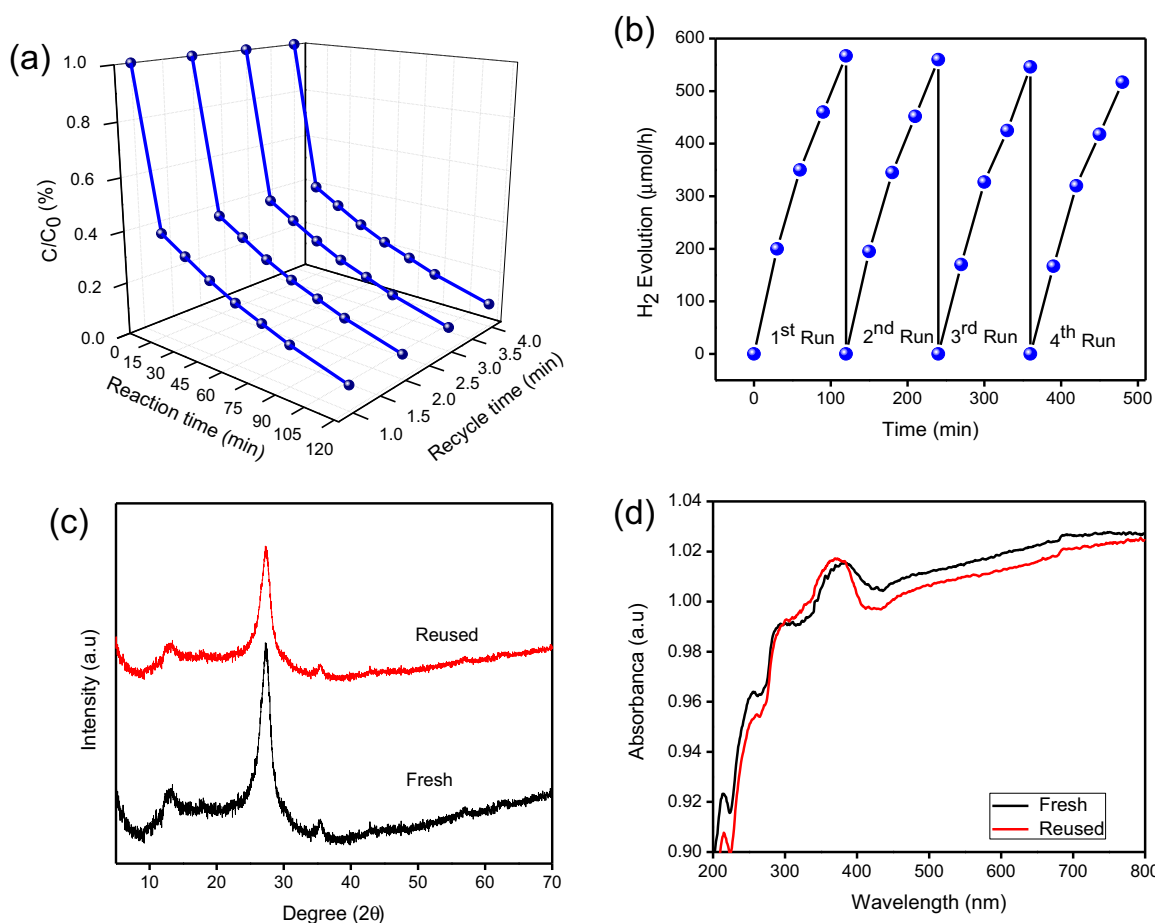 (a)
1.0
0.8
0.6
0.4
0.2
0.0
C/C0 (%)
0
15
30
45
60
75
90
105
120
Reaction time (min)
1.0
1.5
2.0
2.5
3.0
3.5
4.0
Recycle time (min)
(b)
600
500
400
300
200
100
0
H2 Evolution (μmol/h)
1st Run
2nd Run
3rd Run
4th Run
0 100 200 300 400 500
Time (min)
(c)
Intensity (a.u)
Reused
Fresh
10 20 30 40 50 60 70
Degree (2θ)
(d)
1.04
1.02
1.00
0.98
0.96
0.94
0.92
0.90
Absorbanca (a.u)
Fresh
Reused
200 300 400 500 600 700 800
Wavelength (nm)